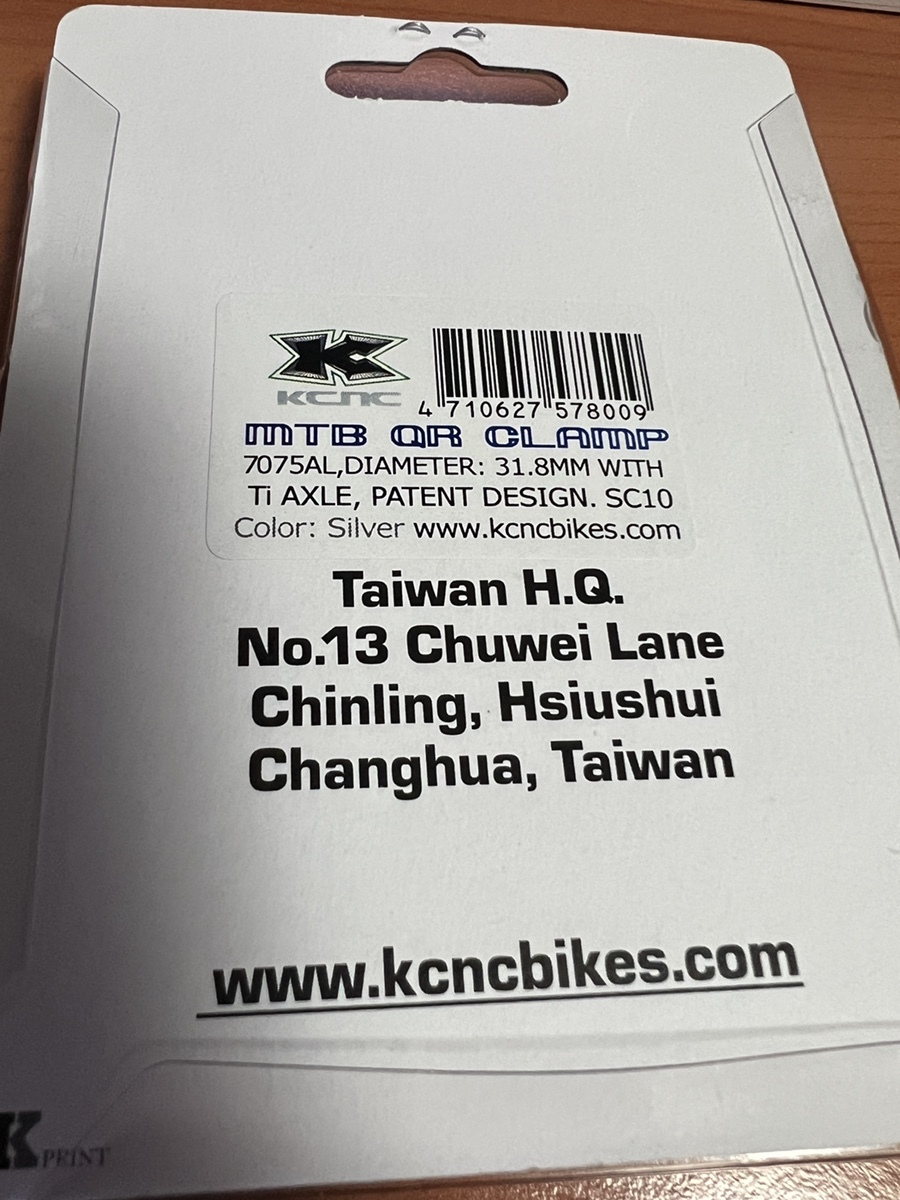 KCNC
4 710627 578009
MTB QR CLAMP
7075AL,DIAMETER: 31.8MM WITH
Ti AXLE, PATENT DESIGN. SC10
Color: Silver www.kcncbikes.com
Taiwan H.Q.
No.13 Chuwei Lane
Chinling, Hsiushui
Changhua, Taiwan
www.kcncbikes.com
K PRINT